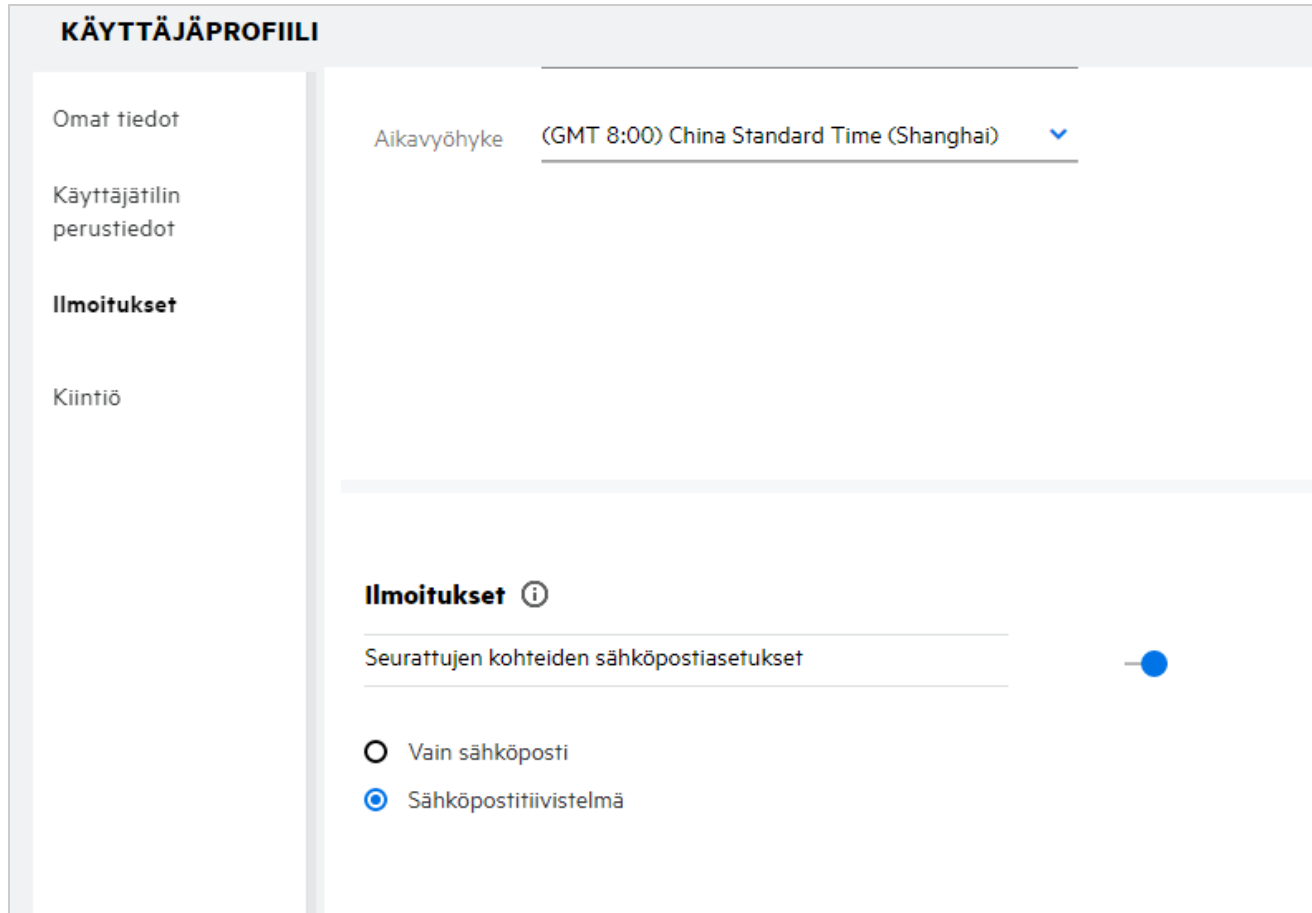 KÄYTTÄJÄPROFIILI
Omat tiedot
Käyttäjätilin
perustiedot
Ilmoitukset
Kiintiö
Aikavyöhyke
(GMT 8:00) China Standard Time (Shanghai)
Ilmoitukset
Seurattujen kohteiden sähköpostiasetukset
Vain sähköposti
Sähköpostitiivistelmä